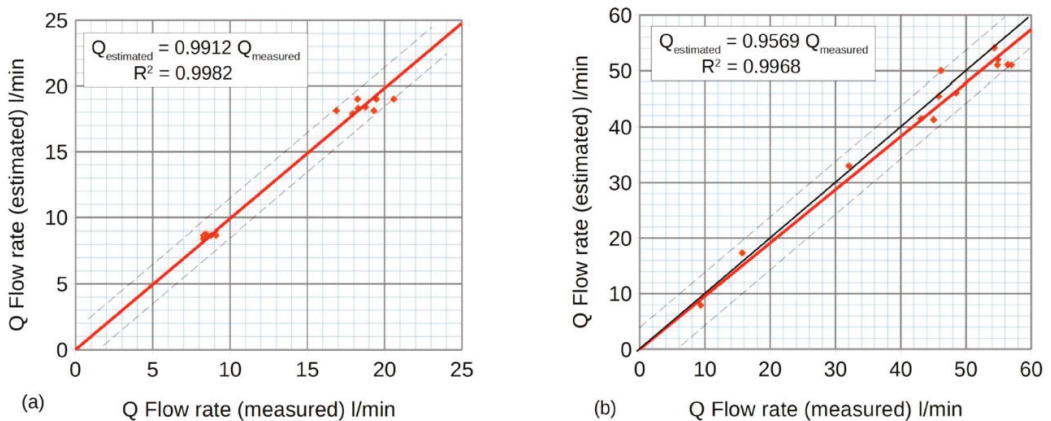 25
20
15
10
5
0
Q Flow rate (estimated) l/min
Qestimated = 0.9912 Qmeasured
R² = 0.9982
0 5 10 15 20 25
(a)
Q Flow rate (measured) l/min
60
50
40
30
20
10
0
Q Flow rate (estimated) l/min
Qestimated = 0.9569 Qmeasured
R² = 0.9968
0 10 20 30 40 50 60
(b)
Q Flow rate (measured) l/min